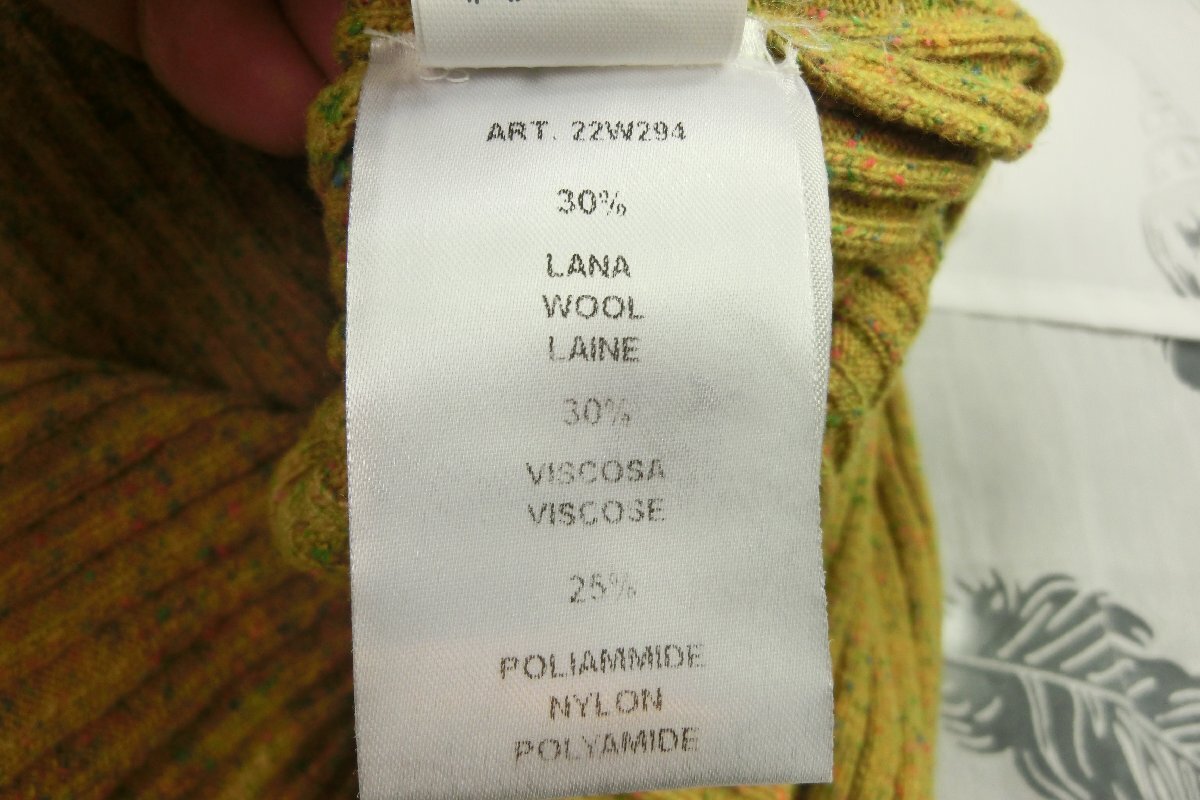 ART. 22W294
30%
LANA
WOOL
LAINE
30%
VISCOSA
VISCOSE
25%
POLIAMMIDE
NYLON
POLYAMIDE